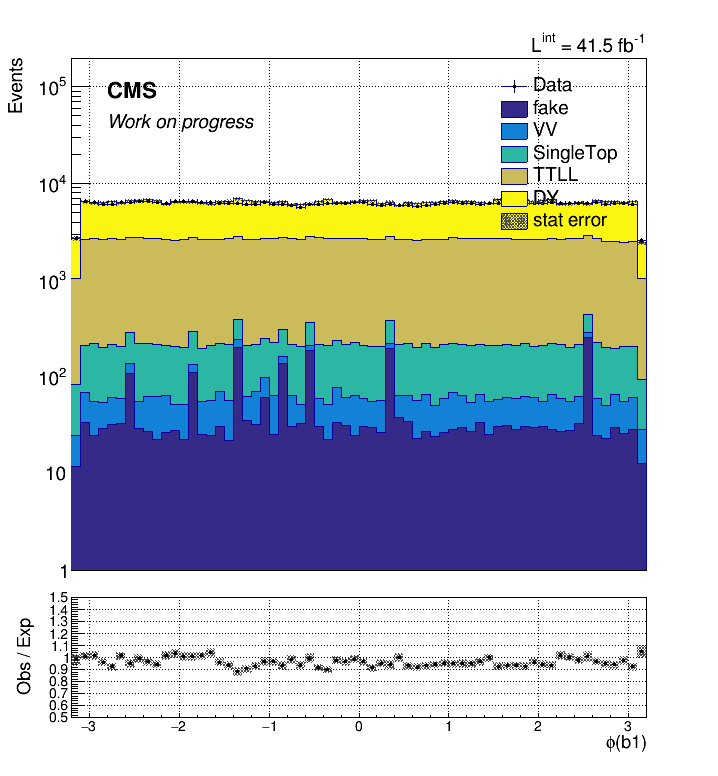 L^int = 41.5 fb^-1
Events
10^5
10^4
10^3
10^2
10
1
CMS
Work on progress
Data
fake
VV
SingleTop
TTLL
DY
stat error
Obs / Exp
1.5
1.4
1.3
1.2
1.1
1
0.9
0.8
0.7
0.6
0.5
−3 −2 −1 0 1 2 3
ϕ(b1)